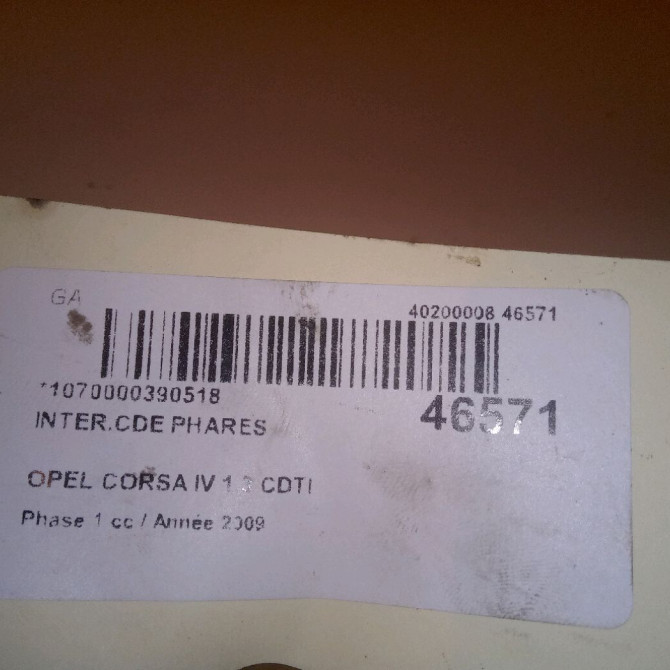 GA
40200008 46571
*1070000390518
46571
INTER.CDE PHARES
OPEL CORSA IV CDTI
Phase 1 cc / Année 2009